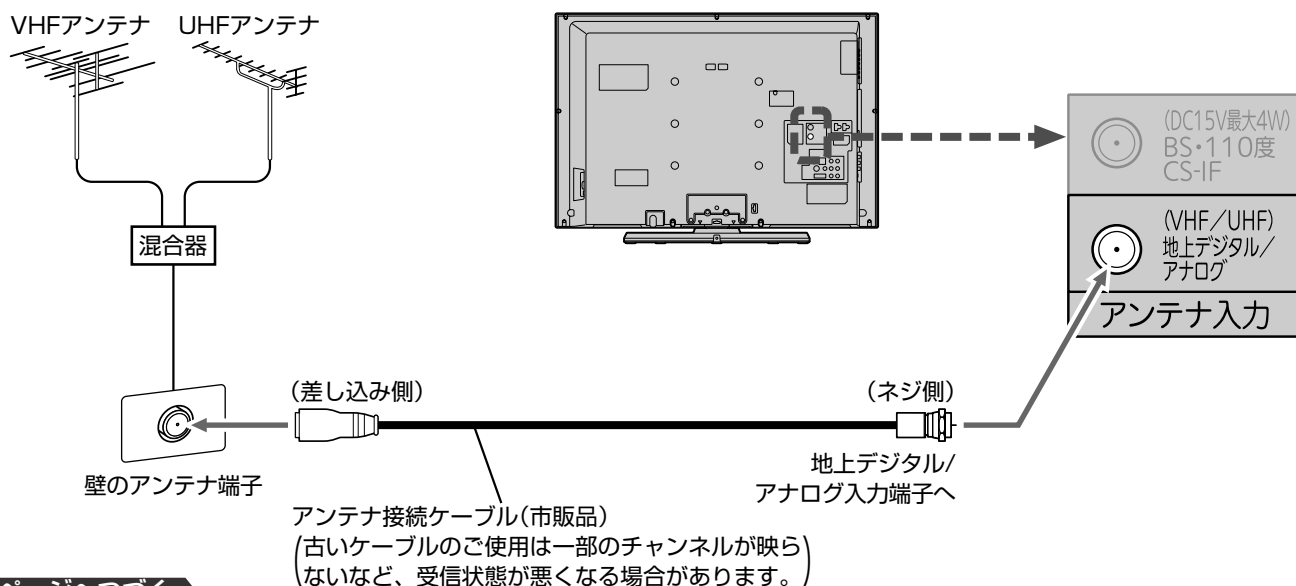 VHFアンテナ
UHFアンテナ
混合器
壁のアンテナ端子
(差し込み側)
(ネジ側)
地上デジタル/
アナログ入力端子へ
アンテナ接続ケーブル(市販品)
(古いケーブルのご使用は一部のチャンネルが映ら
ないなど、受信状態が悪くなる場合があります。)
(DC15V最大4W)
BS・110度
CS-IF
(VHF/UHF)
地上デジタル/
アナログ
アンテナ入力
ページへつづく